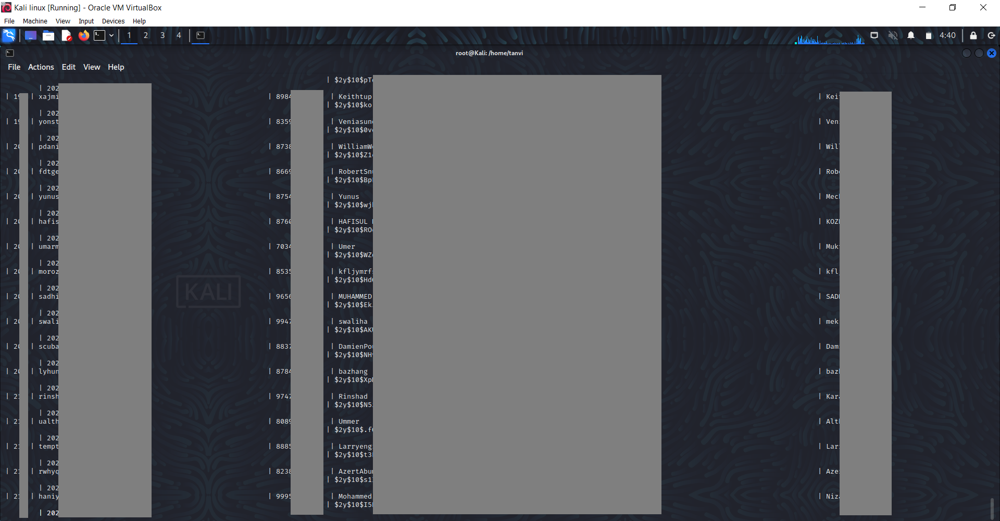 Kali linux [Running] - Oracle VM VirtualBox
File Machine View Input Devices Help
1 2 3 4 4:40
root@Kali: /home/tanvi
File Actions Edit View Help
| $2y$10$pT
| 202
| 19 | xajmi | 8984 | Keithtup | Kei
| $2y$10$ko
| 202
| 19 | yonst | 8359 | Veniasun | Ven
| $2y$10$0v
| 202
| 20 | pdani | 8738 | WilliamW | Wil
| $2y$10$Z1
| 202
| 20 | fdtge | 8669 | RobertSn | Rob
| $2y$10$Bp
| 202
| 20 | yunus | 8754 | Yunus | Mec
| $2y$10$wj
| 202
| 20 | hafis | 8760 | HAFISUL | KOZ
| $2y$10$RO
| 202
| 20 | umarm | 7034 | Umer | Muk
| $2y$10$WZ
| 202
| 20 | moroz | 8535 | kfljymrf | kfl
| $2y$10$Hd
| 202
| 20 | sadhi | 9656 | MUHAMMED | SAD
| $2y$10$Ek
| 202
| 20 | swali | 9947 | swaliha | mek
| $2y$10$AK
| 202
| 20 | scuba | 8837 | DamienPo | Dam
| $2y$10$NH
| 202
| 20 | lyhun | 8784 | bazhang | baz
| $2y$10$Xp
| 202
| 21 | rinsh | 9747 | Rinshad | Kar
| $2y$10$N5
| 202
| 21 | ualth | 8089 | Ummer | Alt
| $2y$10$.f
| 202
| 21 | tempt | 8885 | Larryeng | Lar
| $2y$10$t3
| 202
| 21 | rwhyq | 8238 | AzertAbu | Aze
| $2y$10$s1
| 202
| 21 | haniy | 9995 | Mohammed | Niz
| $2y$10$I5
| 202
KALI